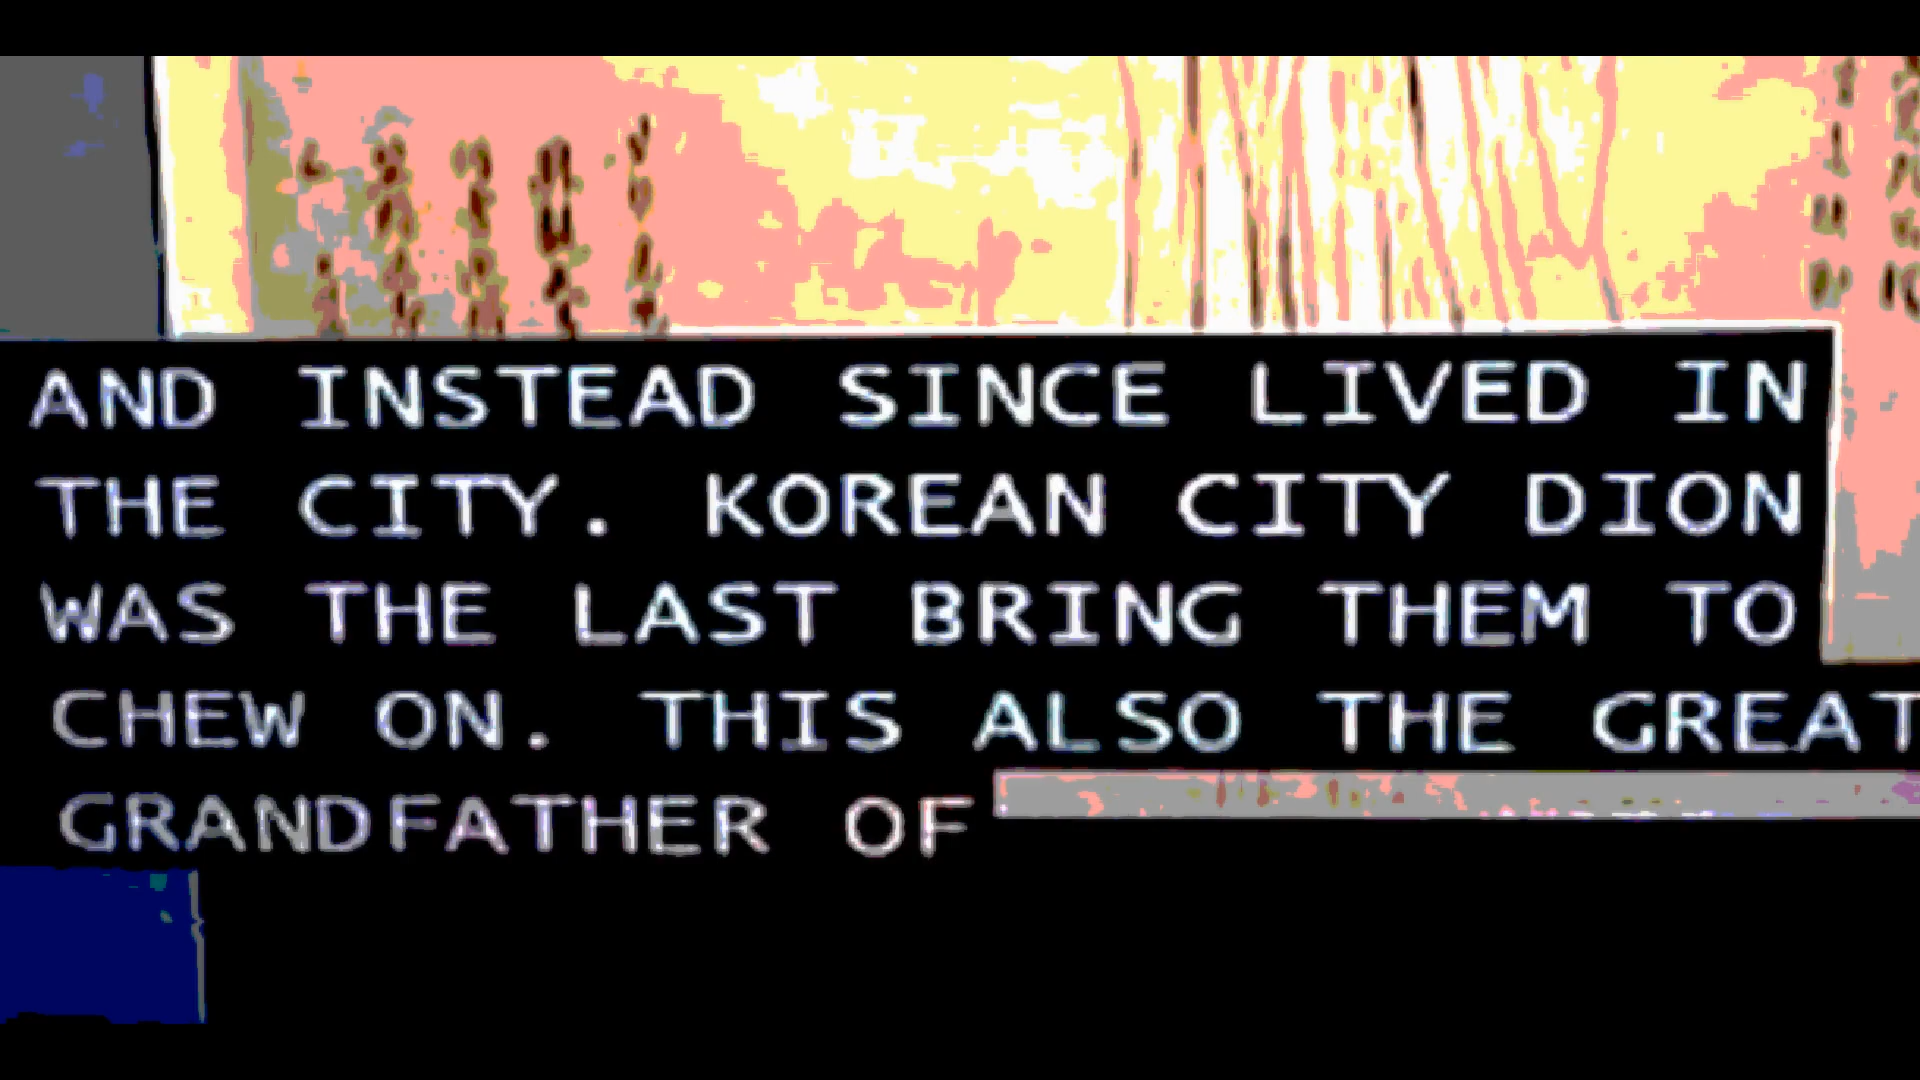 AND INSTEAD SINCE LIVED IN
THE CITY. KOREAN CITY DION
WAS THE LAST BRING THEM TO
CHEW ON. THIS ALSO THE GREAT
GRANDFATHER OF